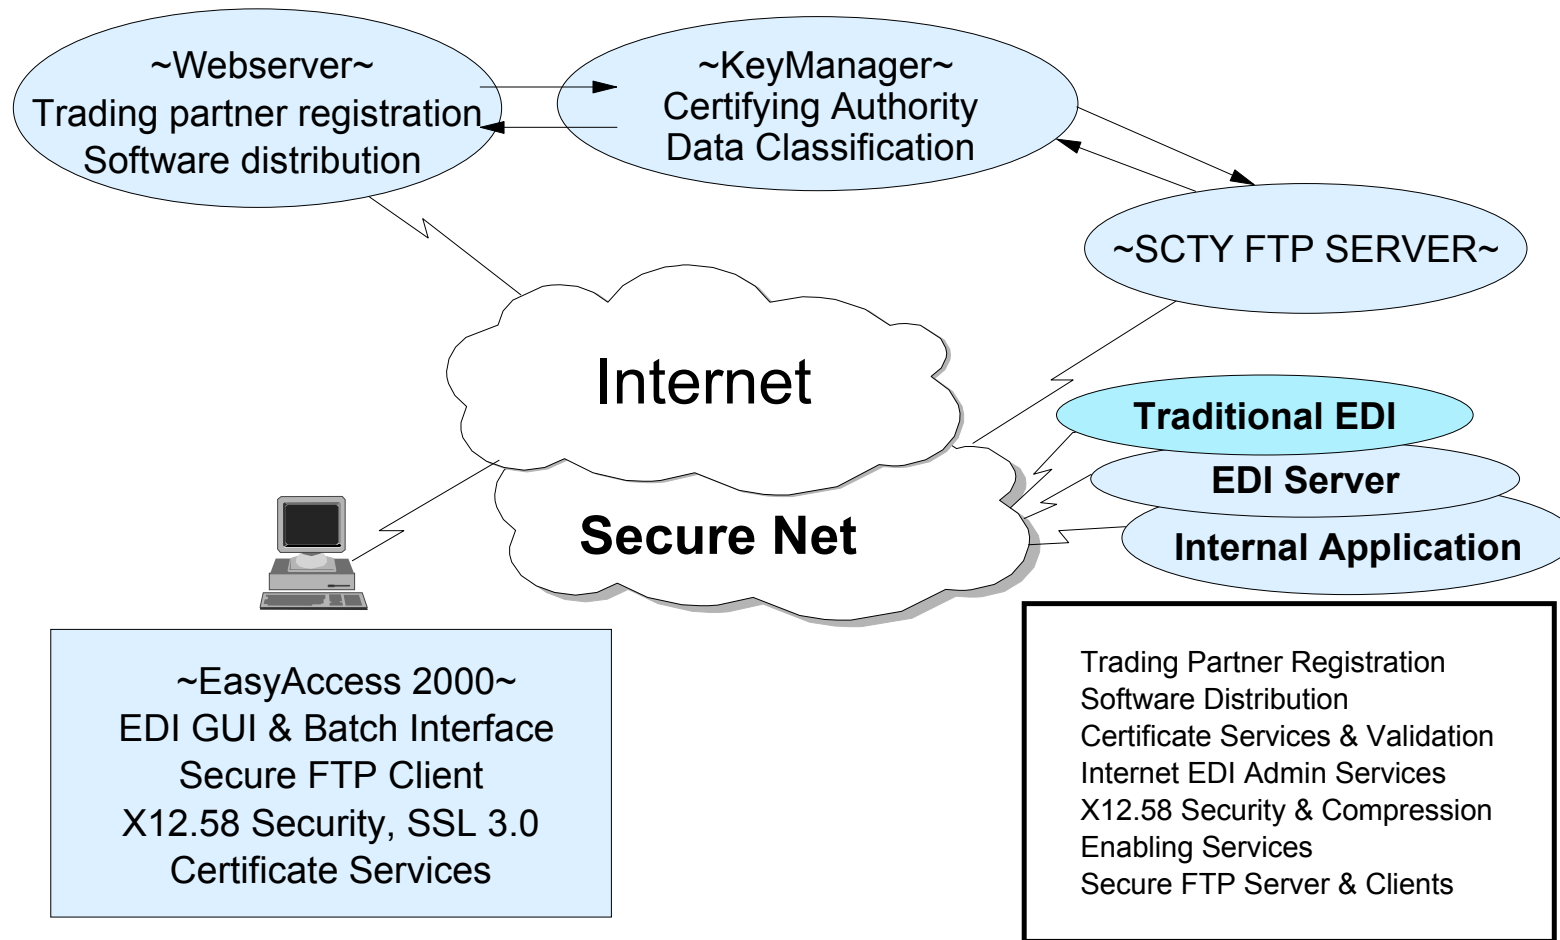 ~Webserver~
Trading partner registration
Software distribution
~KeyManager~
Certifying Authority
Data Classification
~SCTY FTP SERVER~
Internet
Secure Net
Traditional EDI
EDI Server
Internal Application
~EasyAccess 2000~
EDI GUI & Batch Interface
Secure FTP Client
X12.58 Security, SSL 3.0
Certificate Services
Trading Partner Registration
Software Distribution
Certificate Services & Validation
Internet EDI Admin Services
X12.58 Security & Compression
Enabling Services
Secure FTP Server & Clients